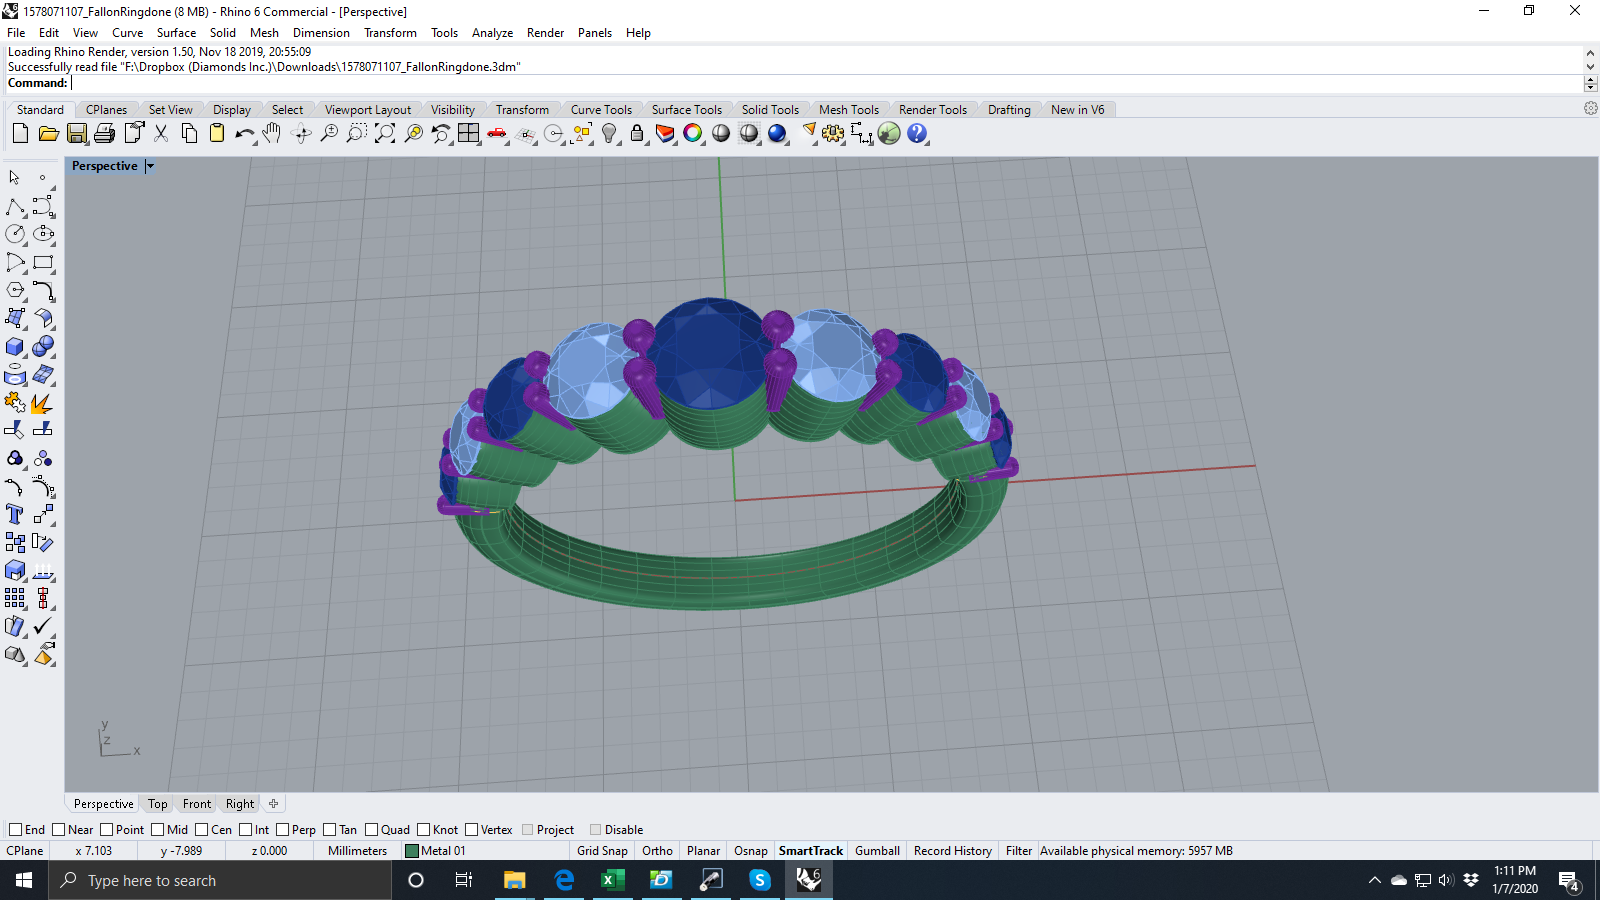 1578071107_FallonRingdone (8 MB) - Rhino 6 Commercial - [Perspective]
File Edit View Curve Surface Solid Mesh Dimension Transform Tools Analyze Render Panels Help
Loading Rhino Render, version 1.50, Nov 18 2019, 20:55:09
Successfully read file "F:\Dropbox (Diamonds Inc.)\Downloads\1578071107_FallonRingdone.3dm"
Command:
Standard CPlanes Set View Display Select Viewport Layout Visibility Transform Curve Tools Surface Tools Solid Tools Mesh Tools Render Tools Drafting New in V6
Perspective
y
z
x
Perspective Top Front Right
End Near Point Mid Cen Int Perp Tan Quad Knot Vertex Project Disable
CPlane x 7.103 y -7.989 z 0.000 Millimeters Metal 01 Grid Snap Ortho Planar Osnap SmartTrack Gumball Record History Filter Available physical memory: 5957 MB
Type here to search
6
1:11 PM
1/7/2020
4